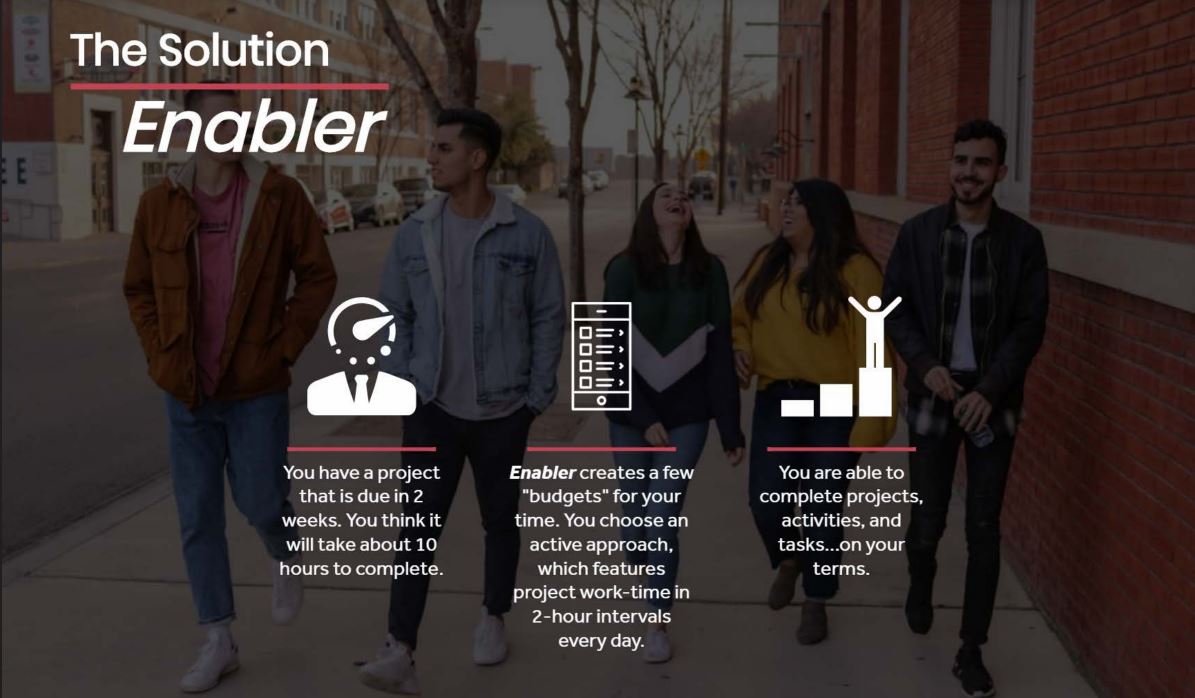 The Solution
Enabler
You have a project
that is due in 2
weeks. You think it
will take about 10
hours to complete.
Enabler creates a few
"budgets" for your
time. You choose an
active approach,
which features
project work-time in
2-hour intervals
every day.
You are able to
complete projects,
activities, and
tasks...on your
terms.